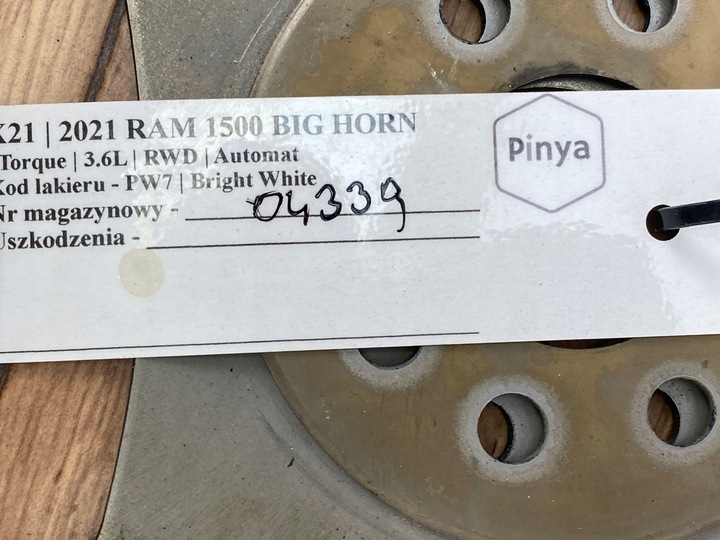 X21 | 2021 RAM 1500 BIG HORN
Torque | 3.6L | RWD | Automat
Kod lakieru - PW7 | Bright White
Nr magazynowy - 04339
Uszkodzenia -
Pinya